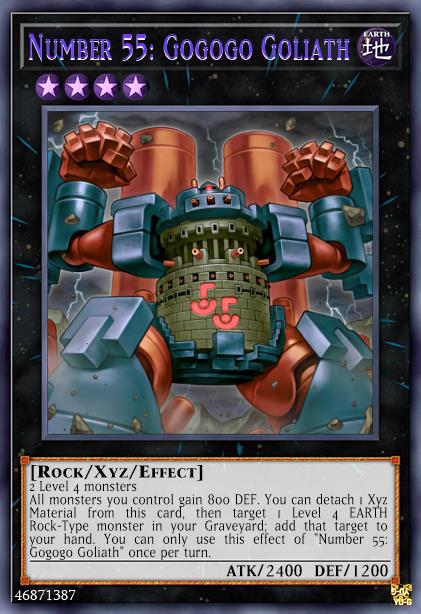 NUMBER 55: GOGOGO GOLIATH
EARTH
地
55
[ROCK/XYZ/EFFECT]
2 Level 4 monsters
All monsters you control gain 800 DEF. You can detach 1 Xyz
Material from this card, then target 1 Level 4 EARTH
Rock-Type monster in your Graveyard; add that target to
your hand. You can only use this effect of "Number 55:
Gogogo Goliath" once per turn.
ATK/2400 DEF/1200
46871387